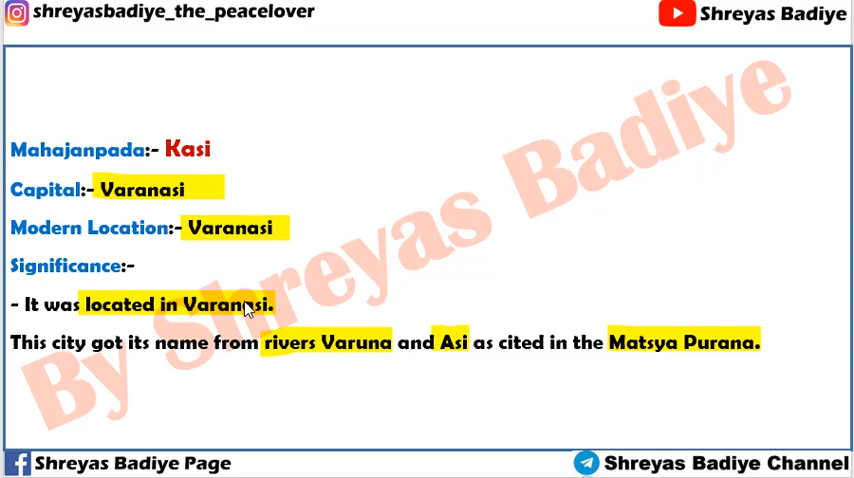 shreyasbadiye_the_peacelover
Shreyas Badiye
Mahajanpada:- Kasi
Capital:- Varanasi
Modern Location:- Varanasi
Significance:-
- It was located in Varanasi.
This city got its name from rivers Varuna and Asi as cited in the Matsya Purana.
By Shreyas Badiye
Shreyas Badiye Page
Shreyas Badiye Channel